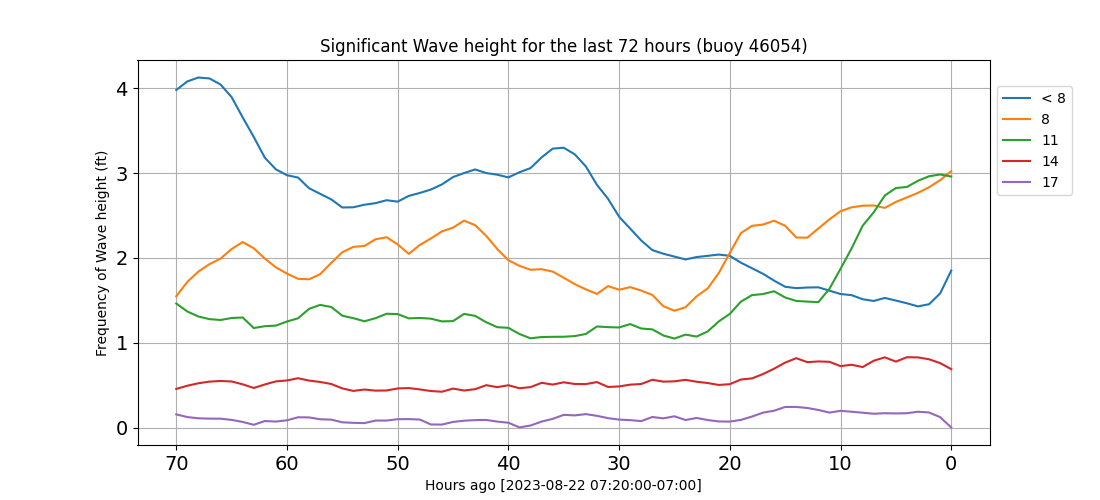 Significant Wave height for the last 72 hours (buoy 46054)
Frequency of Wave height (ft)
4
3
2
1
0
70 60 50 40 30 20 10 0
Hours ago [2023-08-22 07:20:00-07:00]
< 8
8
11
14
17